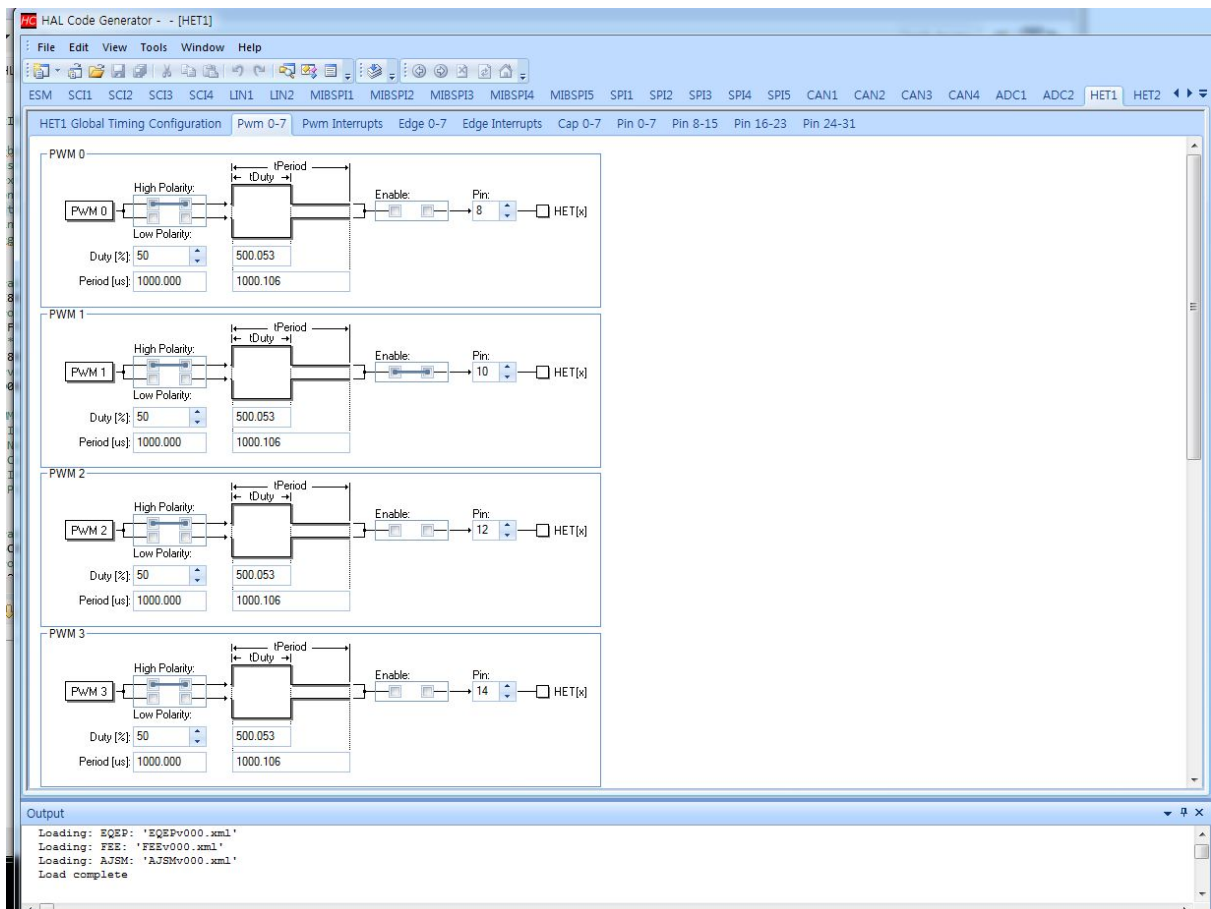 HC HAL Code Generator - - [HET1]
File Edit View Tools Window Help
ESM SCI1 SCI2 SCI3 SCI4 LIN1 LIN2 MIBSPI1 MIBSPI2 MIBSPI3 MIBSPI4 MIBSPI5 SPI1 SPI2 SPI3 SPI4 SPI5 CAN1 CAN2 CAN3 CAN4 ADC1 ADC2 HET1 HET2
HET1 Global Timing Configuration Pwm 0-7 Pwm Interrupts Edge 0-7 Edge Interrupts Cap 0-7 Pin 0-7 Pin 8-15 Pin 16-23 Pin 24-31
PWM 0
tPeriod
tDuty
High Polarity:
Enable: Pin:
PWM 0 8 HET[x]
Low Polarity:
Duty [%]: 50 500.053
Period [us]: 1000.000 1000.106
PWM 1
tPeriod
tDuty
High Polarity:
Enable: Pin:
PWM 1 10 HET[x]
Low Polarity:
Duty [%]: 50 500.053
Period [us]: 1000.000 1000.106
PWM 2
tPeriod
tDuty
High Polarity:
Enable: Pin:
PWM 2 12 HET[x]
Low Polarity:
Duty [%]: 50 500.053
Period [us]: 1000.000 1000.106
PWM 3
tPeriod
tDuty
High Polarity:
Enable: Pin:
PWM 3 14 HET[x]
Low Polarity:
Duty [%]: 50 500.053
Period [us]: 1000.000 1000.106
Output
Loading: EQEP: 'EQEPv000.xml'
Loading: FEE: 'FEEv000.xml'
Loading: AJSM: 'AJSMv000.xml'
Load complete